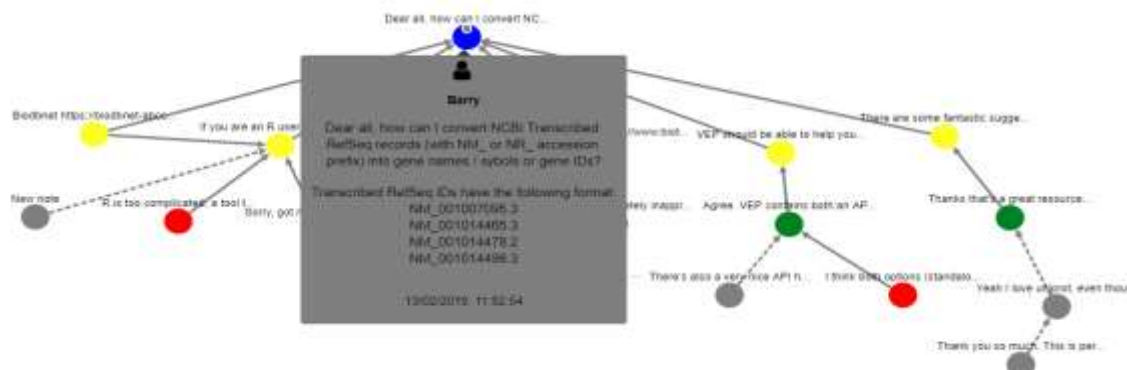 Dear all, how can I convert NC...
Barry
Dear all, how can I convert NCBI Transcribed
RefSeq records (with NM_ or NR_ accession
prefix) into gene names / sybols or gene IDs?
Transcribed RefSeq IDs have the following format:
NM_001014465.3
NM_001014478.2
NM_001014496.3
13/02/2019 11:52:54
Biodbnet https://biodbnet-abcc...
If you are an R user
VEP should be able to help you...
There are some fantastic sugge...
New note
R is too complicated, a tool t...
Sorry, got
Agree. VEP contains both an AP...
Thanks that's a great resource...
There's also a very nice API h...
I think both options (standalo...
Yeah I love even thou
Thank you so much. This is per...